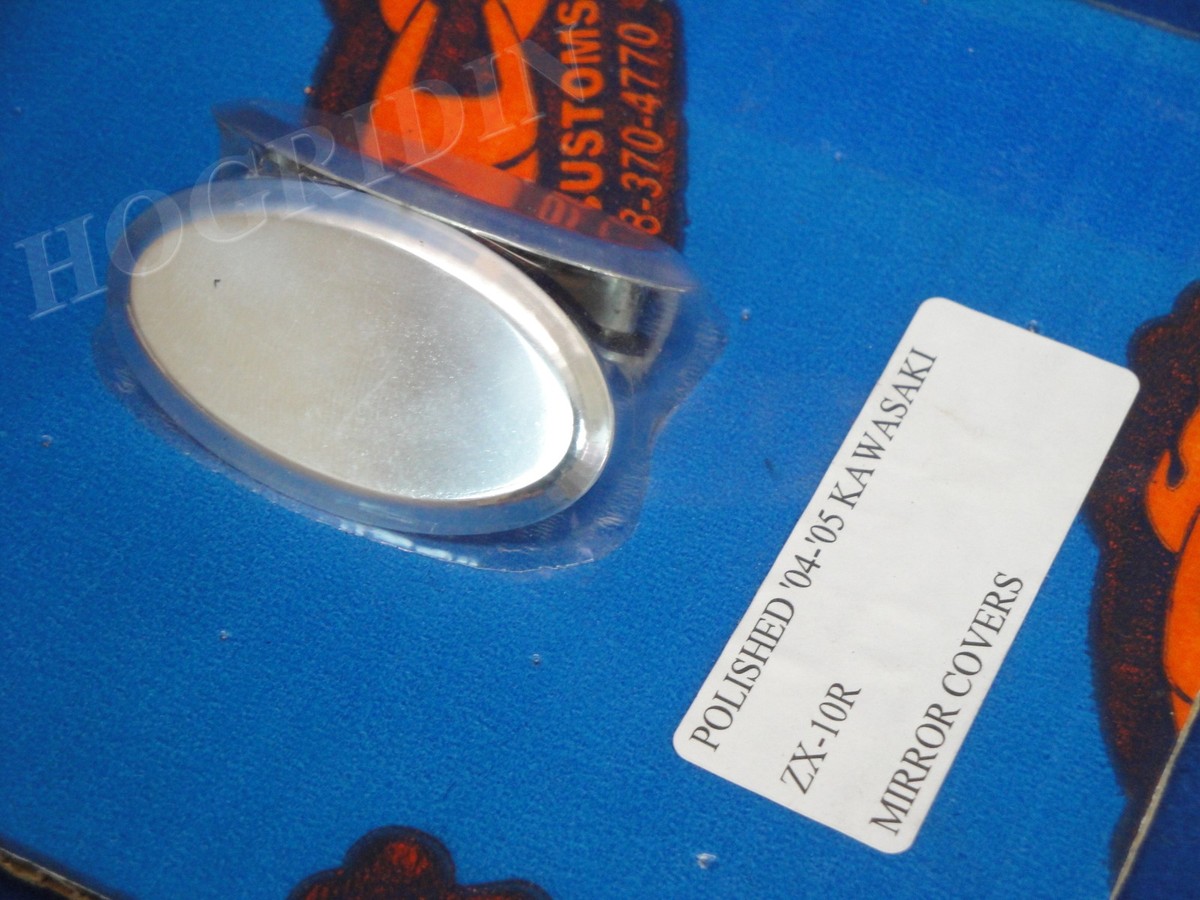 HOGRIDIN
CUSTOMS
8-370-4770
POLISHED '04-'05 KAWASAKI
ZX-10R
MIRROR COVERS